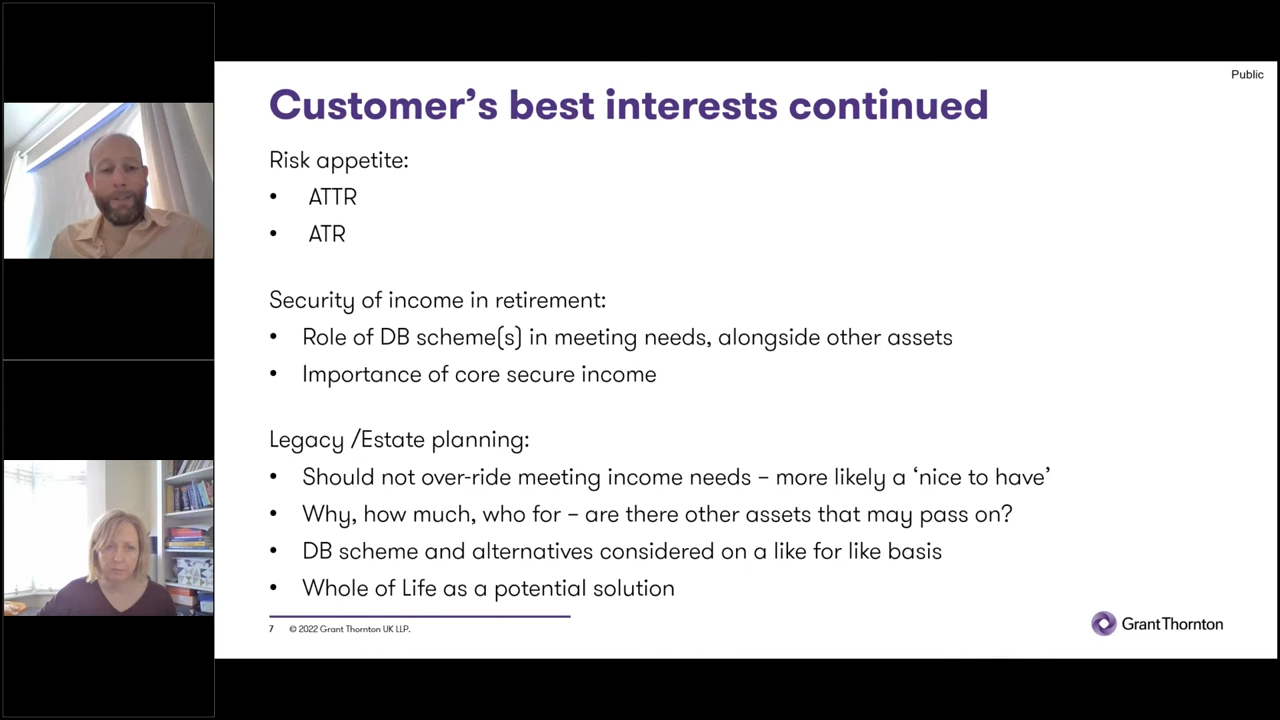 Public
Customer's best interests continued
Risk appetite:
• ATTR
• ATR
Security of income in retirement:
• Role of DB scheme(s) in meeting needs, alongside other assets
• Importance of core secure income
Legacy /Estate planning:
• Should not over-ride meeting income needs – more likely a ‘nice to have’
• Why, how much, who for – are there other assets that may pass on?
• DB scheme and alternatives considered on a like for like basis
• Whole of Life as a potential solution
7 © 2022 Grant Thornton UK LLP.
Grant Thornton